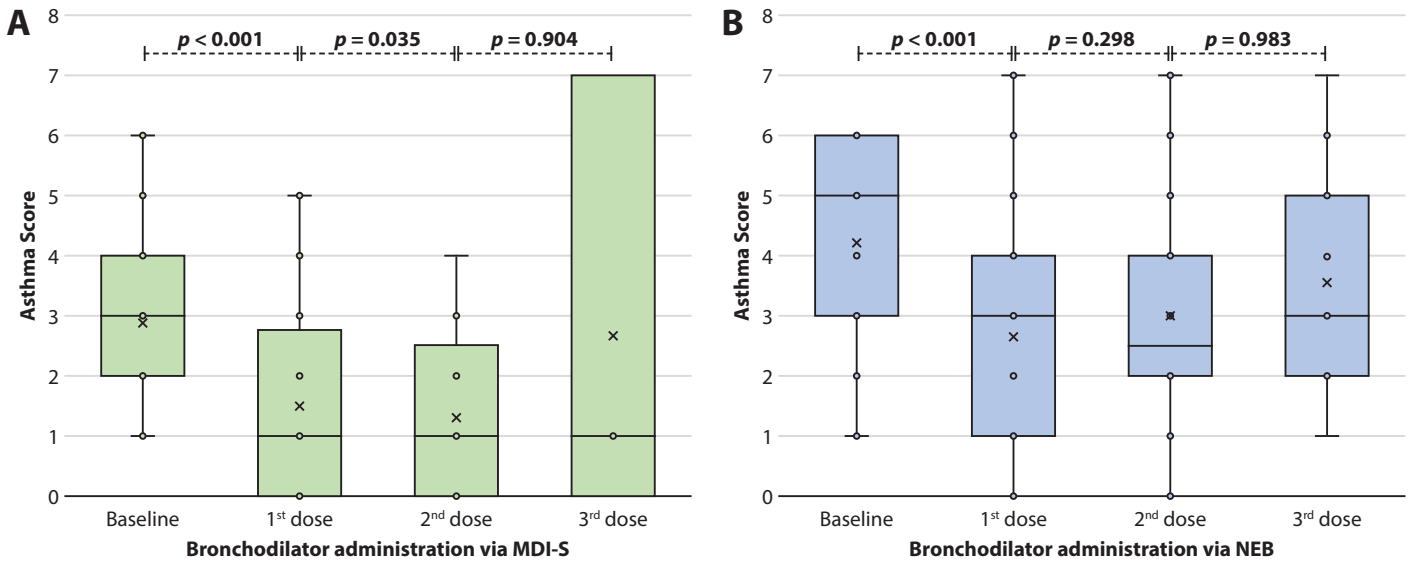 A
8
7
6
5
4
3
2
1
0
Asthma Score
p < 0.001
p = 0.035
p = 0.904
Baseline
1st dose
2nd dose
3rd dose
Bronchodilator administration via MDI-S
B
8
7
6
5
4
3
2
1
0
Asthma Score
p < 0.001
p = 0.298
p = 0.983
Baseline
1st dose
2nd dose
3rd dose
Bronchodilator administration via NEB